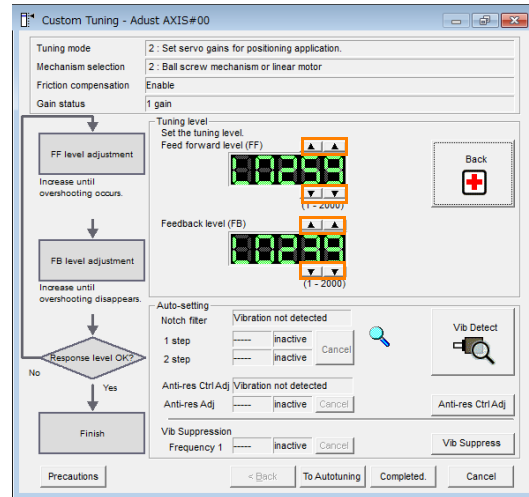 Custom Tuning - Adust AXIS#00
Tuning mode 2 : Set servo gains for positioning application.
Mechanism selection 2 : Ball screw mechanism or linear motor
Friction compensation Enable
Gain status 1 gain
FF level adjustment
Increase until
overshooting occurs.
FB level adjustment
Increase until
overshooting disappears.
Response level OK?
No
Yes
Finish
Tuning level
Set the tuning level.
Feed forward level (FF)
(1 - 2000)
Feedback level (FB)
(1 - 2000)
Back
Auto-setting
Notch filter Vibration not detected
1 step ----- inactive
Cancel
2 step ----- inactive
Vib Detect
Anti-res Ctrl Adj Vibration not detected
Anti-res Adj ----- inactive Cancel
Anti-res Ctrl Adj
Vib Suppression
Frequency 1 ----- inactive Cancel
Vib Suppress
Precautions
< Back
To Autotuning
Completed.
Cancel